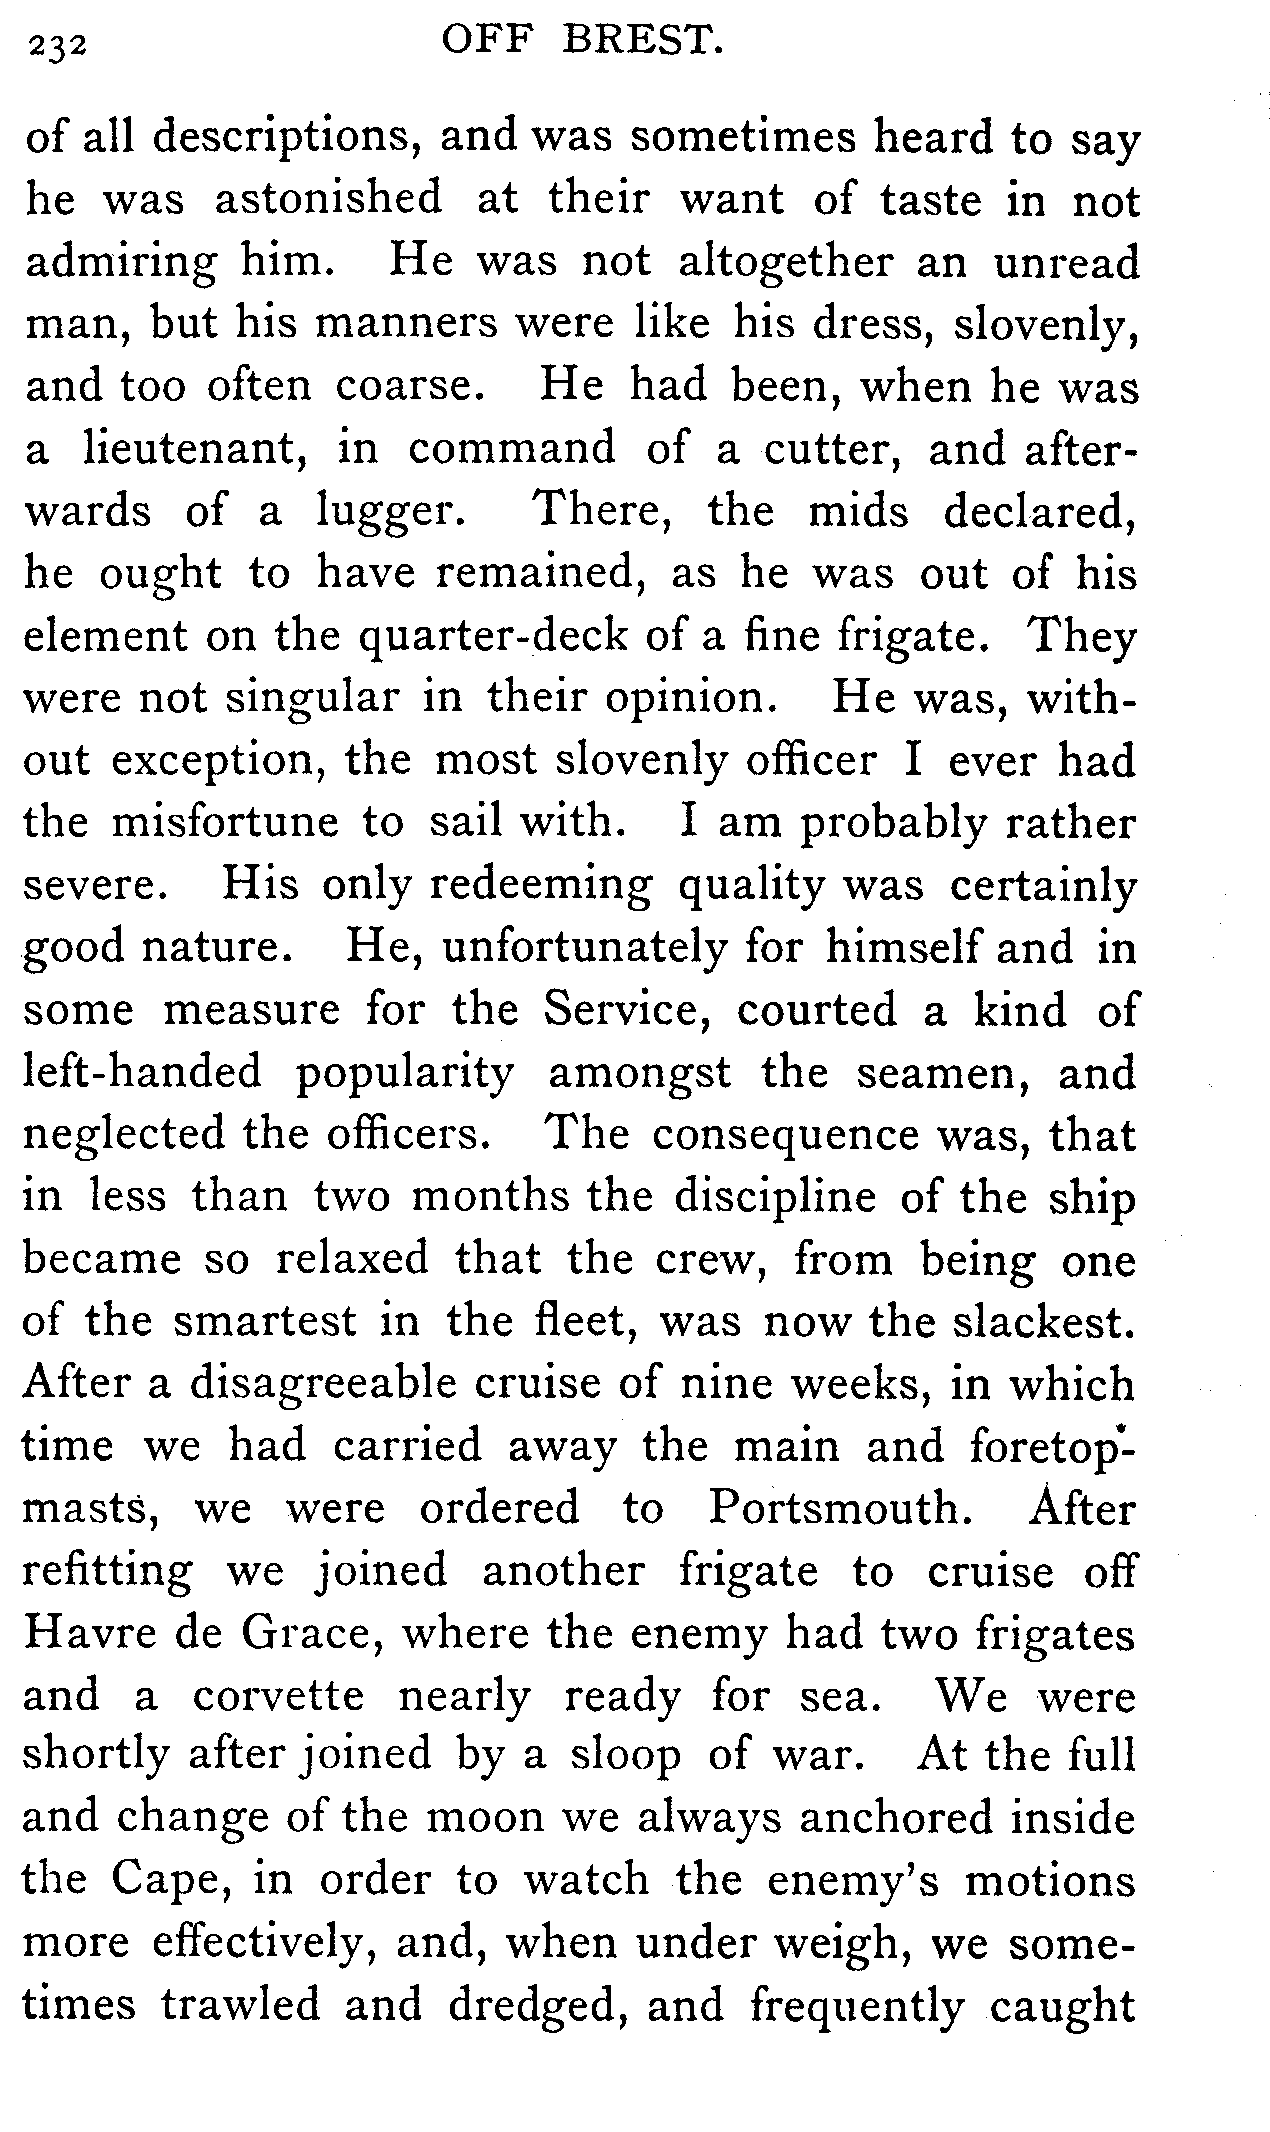 232 OFF BREST.
of all descriptions, and was sometimes heard to say
he was astonished at their want of taste in not
admiring him. He was not altogether an unread
man, but his manners were like his dress, slovenly,
and too often coarse. He had been, when he was
a lieutenant, in command of a cutter, and after-
wards of a lugger. There, the mids declared,
he ought to have remained, as he was out of his
element on the quarter-deck of a fine frigate. They
were not singular in their opinion. He was, with-
out exception, the most slovenly officer I ever had
the misfortune to sail with. I am probably rather
severe. His only redeeming quality was certainly
good nature. He, unfortunately for himself and in
some measure for the Service, courted a kind of
left-handed popularity amongst the seamen, and
neglected the officers. The consequence was, that
in less than two months the discipline of the ship
became so relaxed that the crew, from being one
of the smartest in the fleet, was now the slackest.
After a disagreeable cruise of nine weeks, in which
time we had carried away the main and foretop-
masts, we were ordered to Portsmouth. After
refitting we joined another frigate to cruise off
Havre de Grace, where the enemy had two frigates
and a corvette nearly ready for sea. We were
shortly after joined by a sloop of war. At the full
and change of the moon we always anchored inside
the Cape, in order to watch the enemy's motions
more effectively, and, when under weigh, we some-
times trawled and dredged, and frequently caught